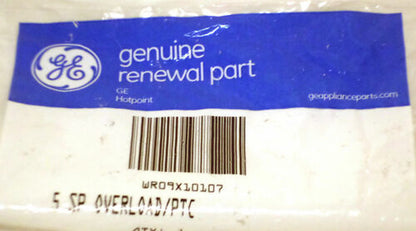 GE
genuine
renewal part
GE
Hotpoint
geapplianceparts.com
WR09X10107
5 SP OVERLOAD/PTC